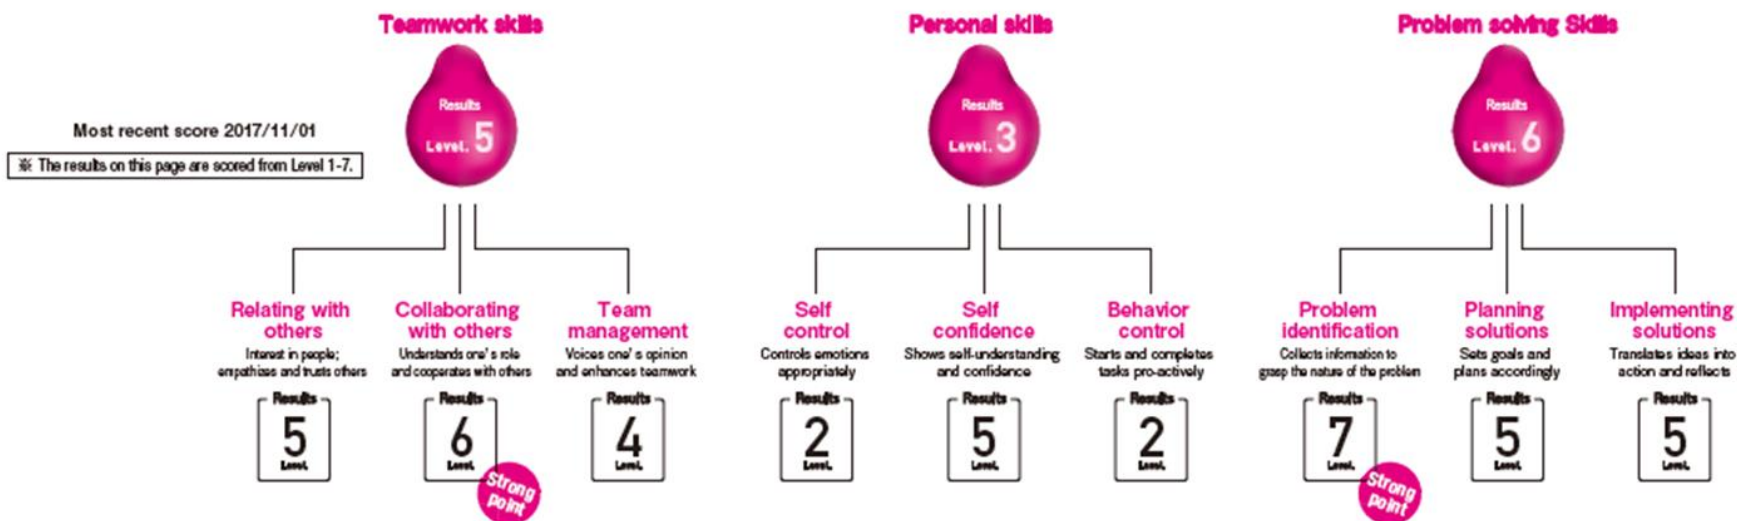 Teamwork skills
Personal skills
Problem solving Skills
Results
Level. 5
Results
Level. 3
Results
Level. 6
Most recent score 2017/11/01
※ The results on this page are scored from Level 1-7.
Relating with
others
Interest in people;
empathises and trusts others
Results
5
Level.
Collaborating
with others
Understands one's role
and cooperates with others
Results
6
Level.
Strong
point
Team
management
Voices one's opinion
and enhances teamwork
Results
4
Level.
Self
control
Controls emotions
appropriately
Results
2
Level.
Self
confidence
Shows self-understanding
and confidence
Results
5
Level.
Behavior
control
Starts and completes
tasks pro-actively
Results
2
Level.
Problem
identification
Collects information to
grasp the nature of the problem
Results
7
Level.
Strong
point
Planning
solutions
Sets goals and
plans accordingly
Results
5
Level.
Implementing
solutions
Translates ideas into
action and reflects
Results
5
Level.